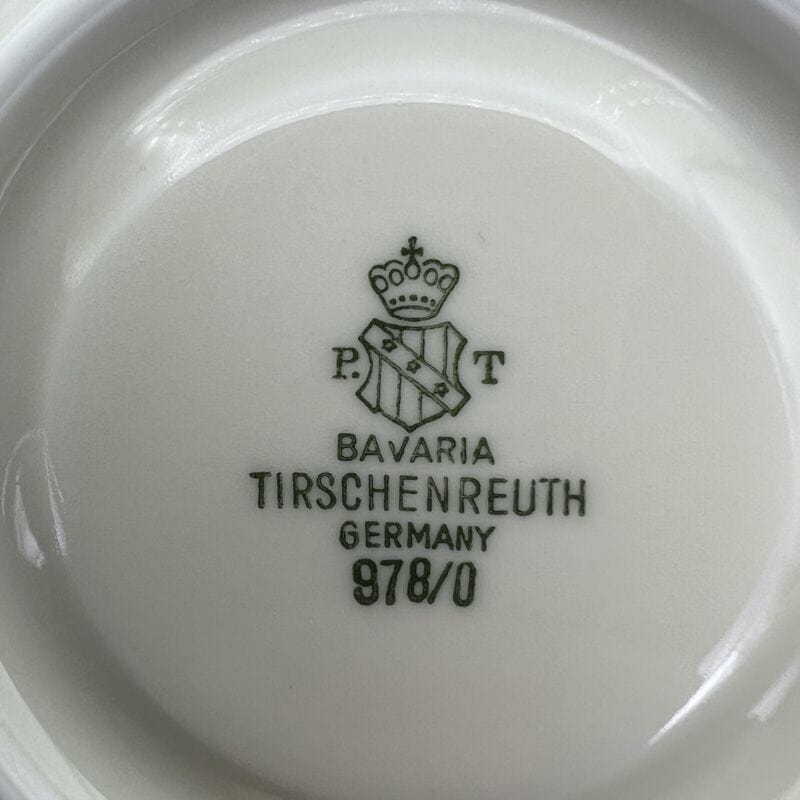 P. T
BAVARIA
TIRSCHENREUTH
GERMANY
978/0